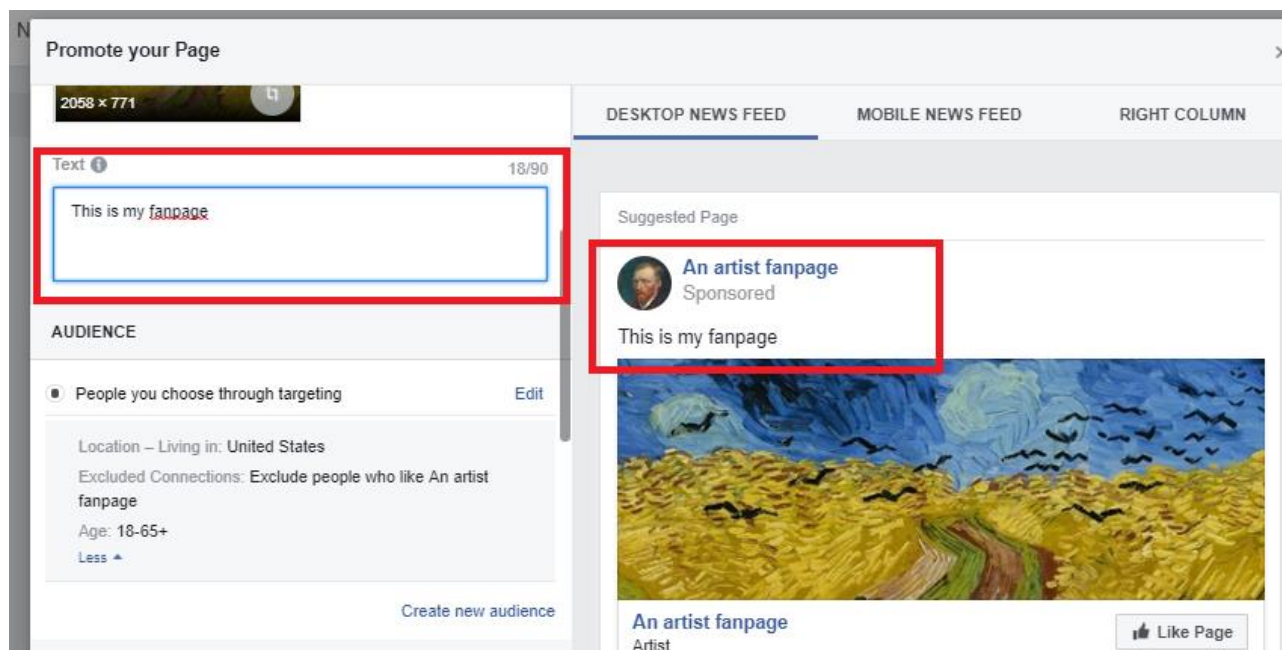 N
Promote your Page
2058 × 771
Text
18/90
This is my fanpage
AUDIENCE
People you choose through targeting
Edit
Location – Living in: United States
Excluded Connections: Exclude people who like An artist
fanpage
Age: 18-65+
Less
Create new audience
DESKTOP NEWS FEED
MOBILE NEWS FEED
RIGHT COLUMN
Suggested Page
An artist fanpage
Sponsored
This is my fanpage
An artist fanpage
Artist
Like Page